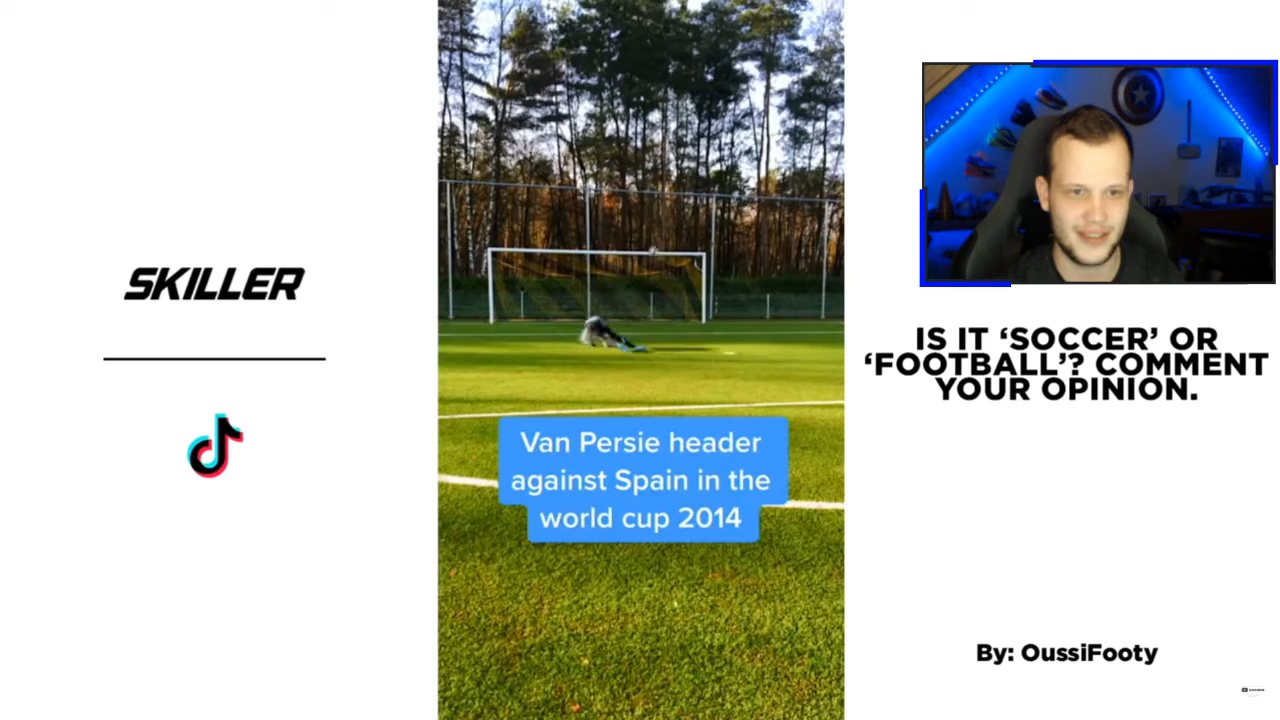 SKILLER
Van Persie header
against Spain in the
world cup 2014
IS IT ‘SOCCER’ OR
‘FOOTBALL’? COMMENT
YOUR OPINION.
By: OussiFooty